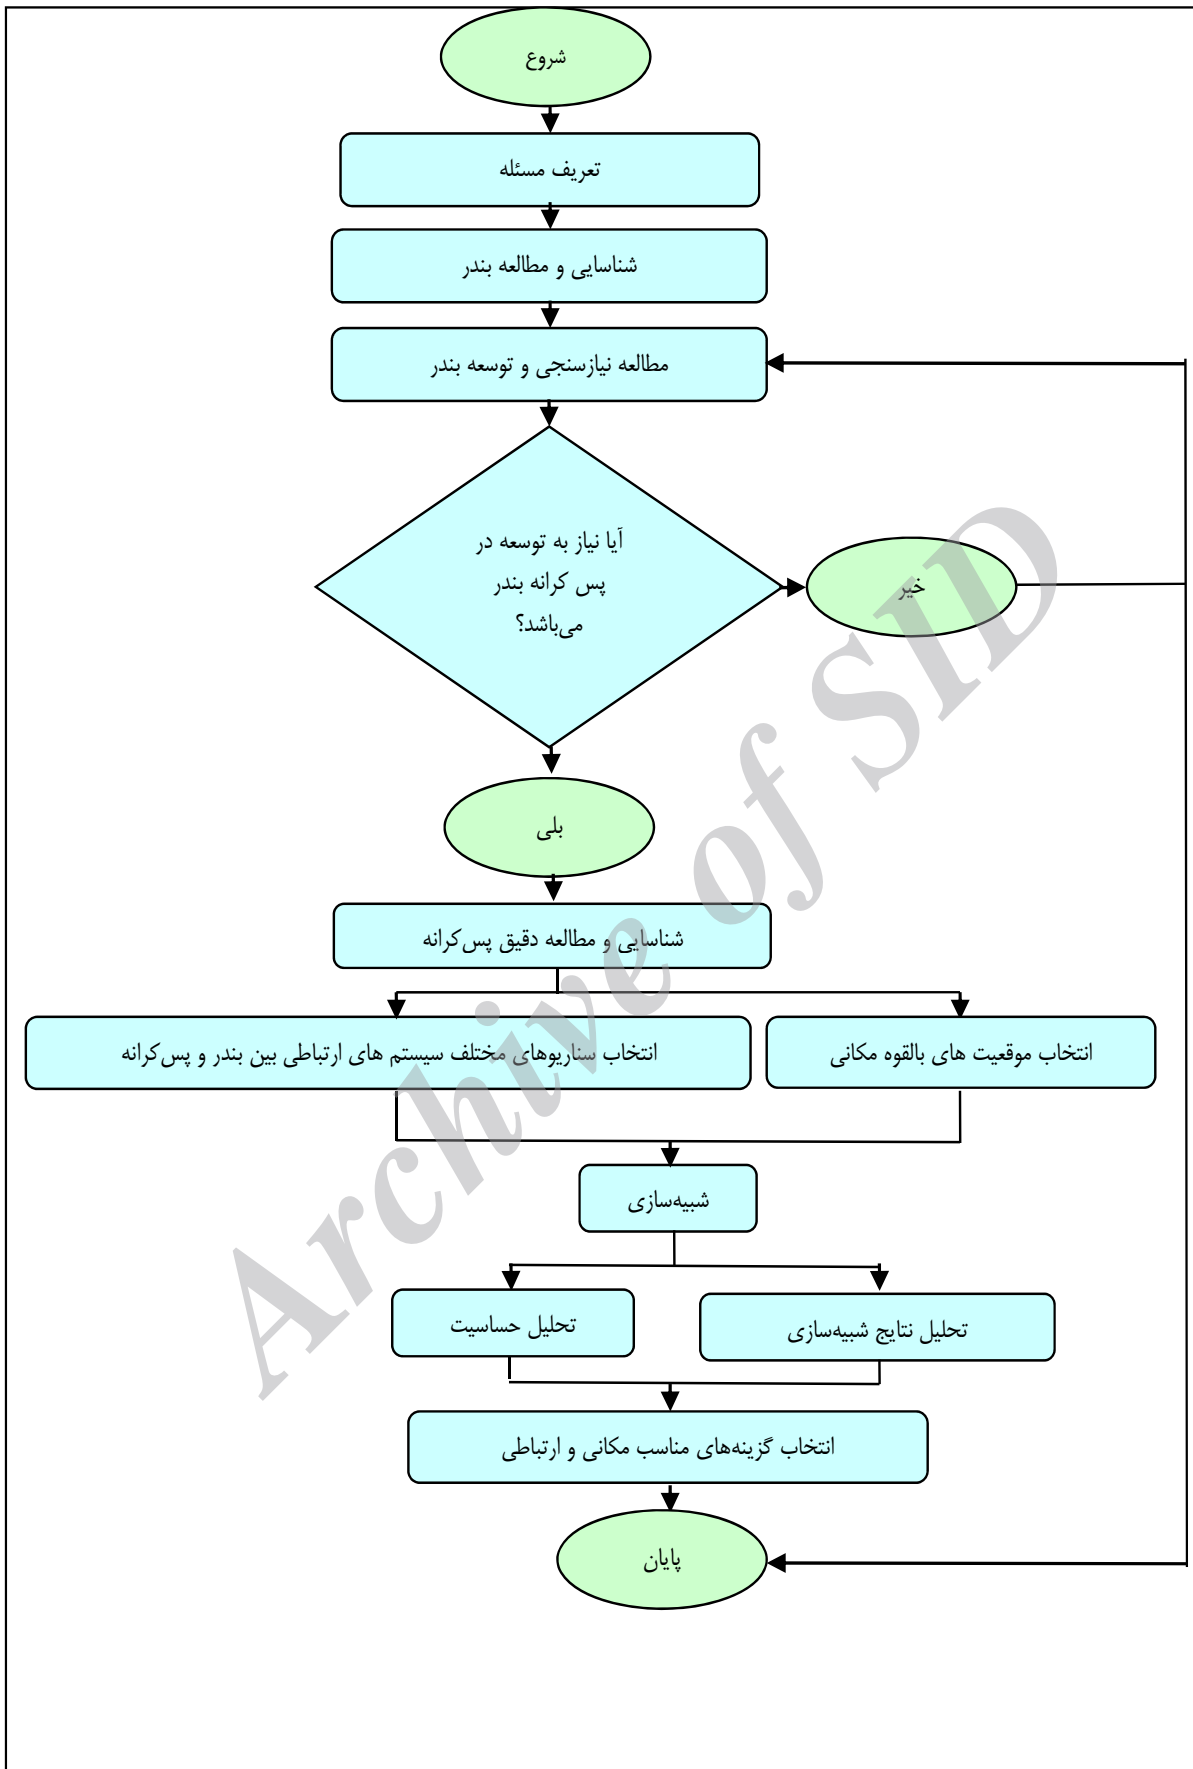 شروع
تعریف مسئله
شناسایی و مطالعه بندر
مطالعه نیازسنجی و توسعه بندر
آیا نیاز به توسعه در
پس کرانه بندر
می‌باشد؟
خیر
بلی
شناسایی و مطالعه دقیق پس‌کرانه
انتخاب موقعیت های بالقوه مکانی
انتخاب سناریوهای مختلف سیستم های ارتباطی بین بندر و پس‌کرانه
شبیه‌سازی
تحلیل نتایج شبیه‌سازی
تحلیل حساسیت
انتخاب گزینه‌های مناسب مکانی و ارتباطی
پایان
Archive of SID